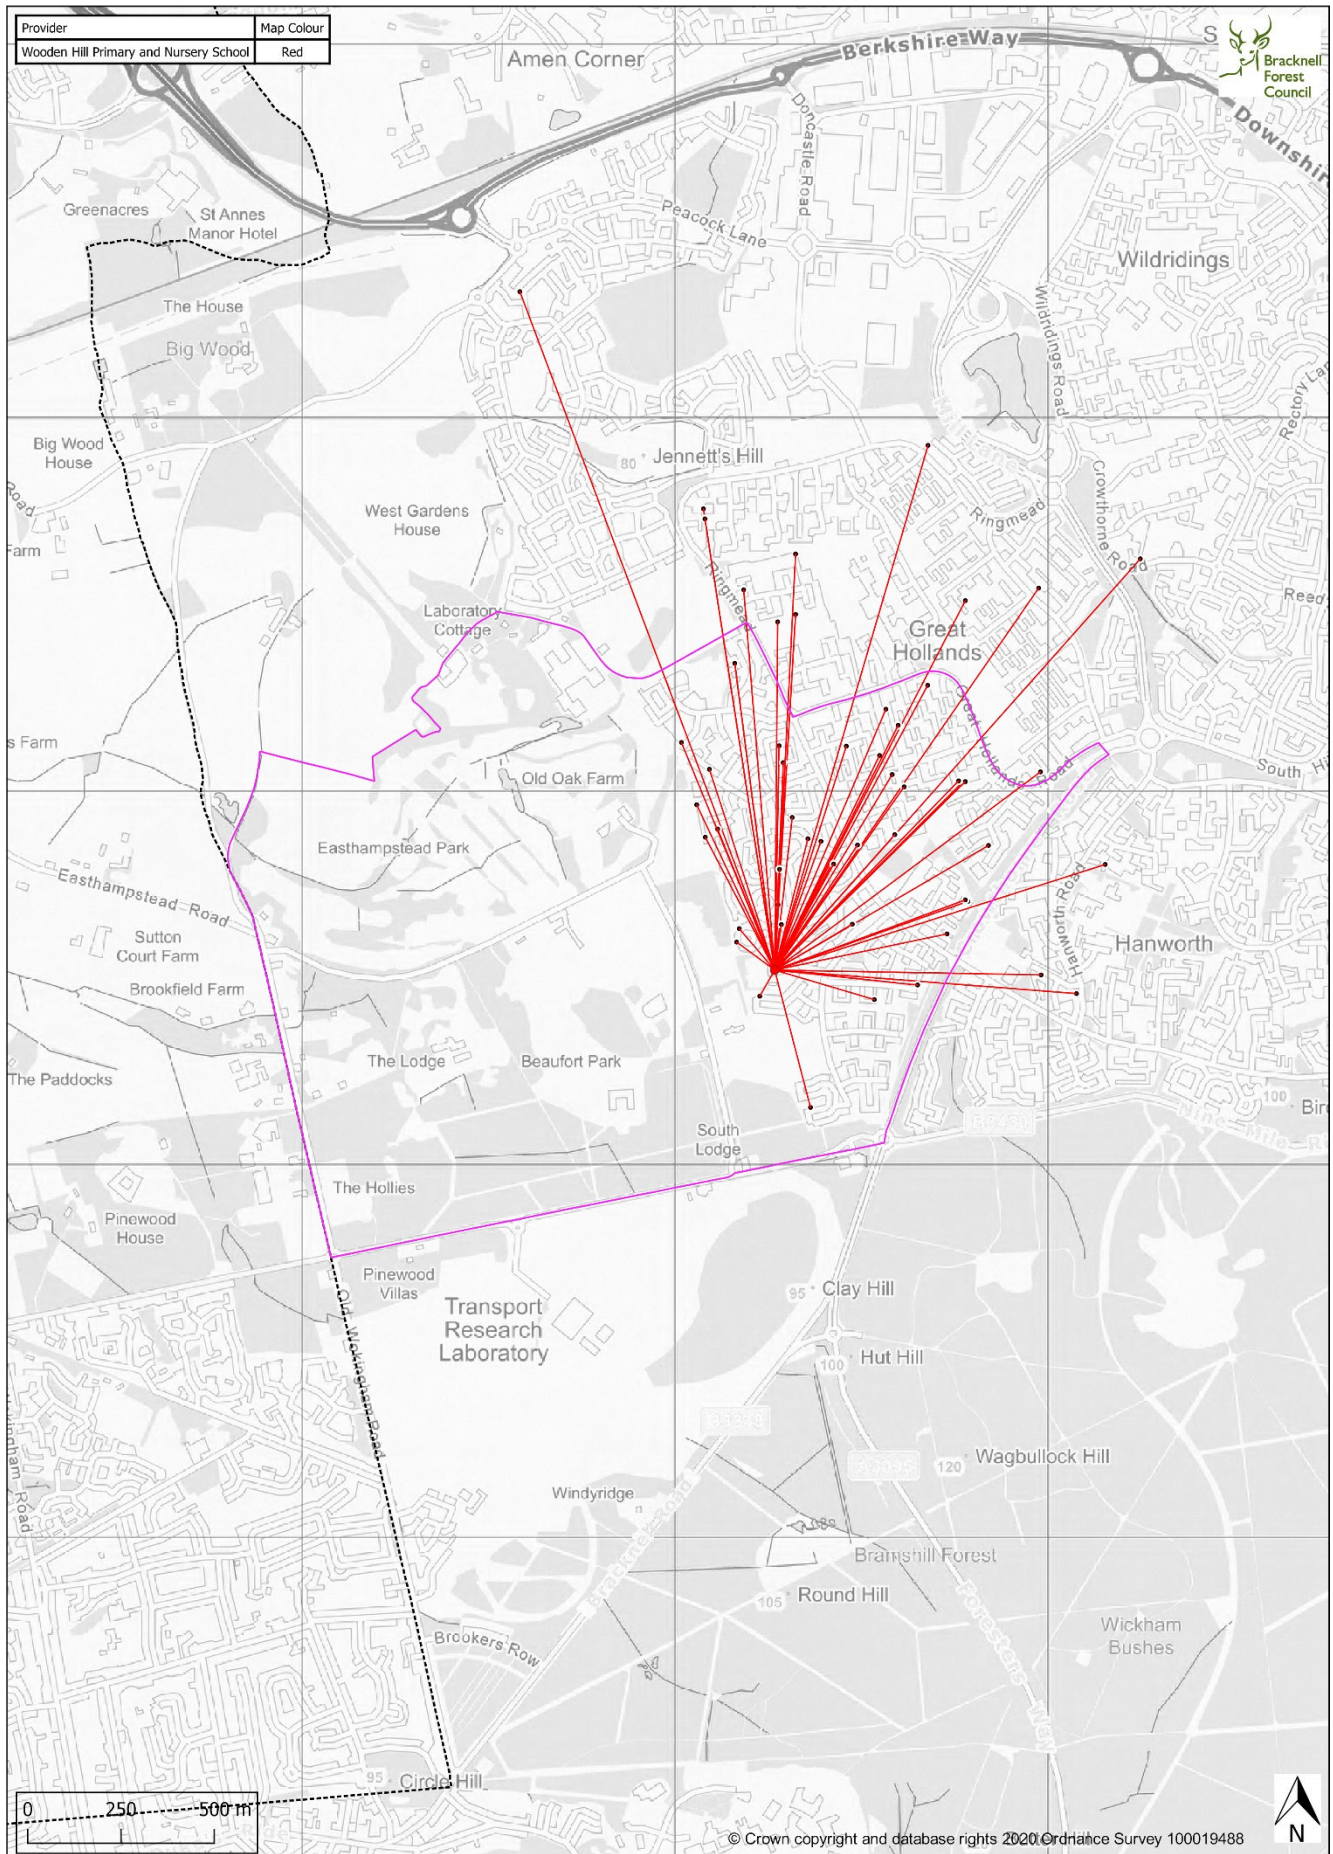 Provider Map Colour
Wooden Hill Primary and Nursery School Red
Amen Corner
Berkshire Way
Bracknell
Forest
Council
Doncastle Road
Greenacres
St Annes
Manor Hotel
Peacock Lane
Wildridings
The House
Wildridings Road
Big Wood
Rectory Lane
Big Wood
House
80
Jennett's Hill
Mill Lane
Crowthorne Road
Road
West Gardens
House
Ringmead
Farm
Ringmead
Reed
Laboratory
Cottage
Great
Hollands
s Farm
Great Hollands Road
Old Oak Farm
Easthampstead Park
Easthampstead Road
Hanworth Road
Sutton
Court Farm
Hanworth
Brookfield Farm
The Lodge
Beaufort Park
The Paddocks
100
Nine Mile R
South
Lodge
The Hollies
Pinewood
House
Pinewood
Villas
95
Clay Hill
Old Wokingham Road
Transport
Research
Laboratory
100
Hut Hill
120
Wagbullock Hill
Windyridge
Bracknell Road
Bramshill Forest
105
Round Hill
Foresters Way
Wickham
Bushes
Brookers Row
95
Circle Hill
0 250 500 m
© Crown copyright and database rights 2020 Ordnance Survey 100019488
N